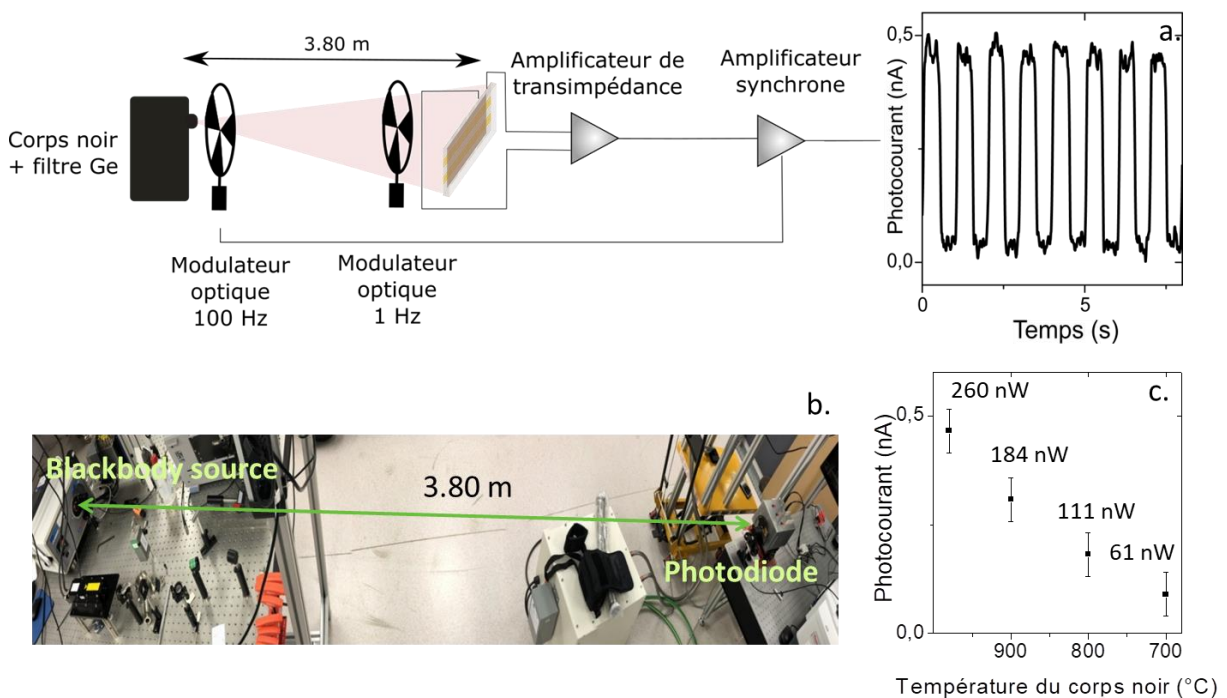 3.80 m
Corps noir
+ filtre Ge
Amplificateur de
transimpédance
Amplificateur
synchrone
Modulateur
optique
100 Hz
Modulateur
optique
1 Hz
a.
Photocourant (nA)
0,5
0,0
0
5
Temps (s)
b.
Blackbody source
3.80 m
Photodiode
c.
Photocourant (nA)
0,5
0,0
260 nW
184 nW
111 nW
61 nW
900
800
700
Température du corps noir (°C)